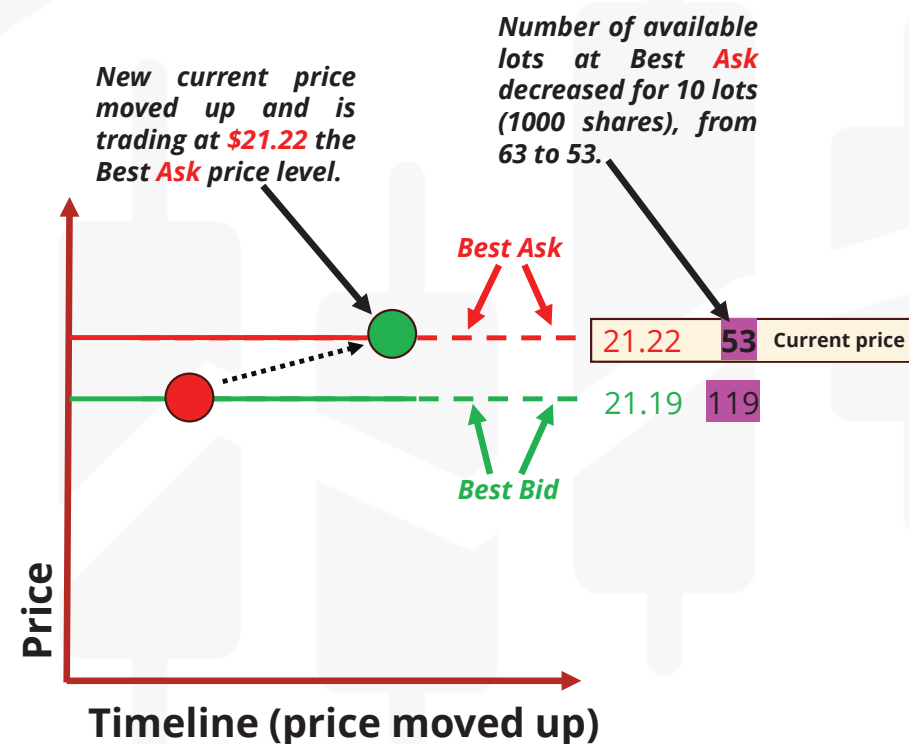 New current price
moved up and is
trading at $21.22 the
Best Ask price level.
Number of available
lots at Best Ask
decreased for 10 lots
(1000 shares), from
63 to 53.
Best Ask
21.22 53 Current price
21.19 119
Best Bid
Price
Timeline (price moved up)